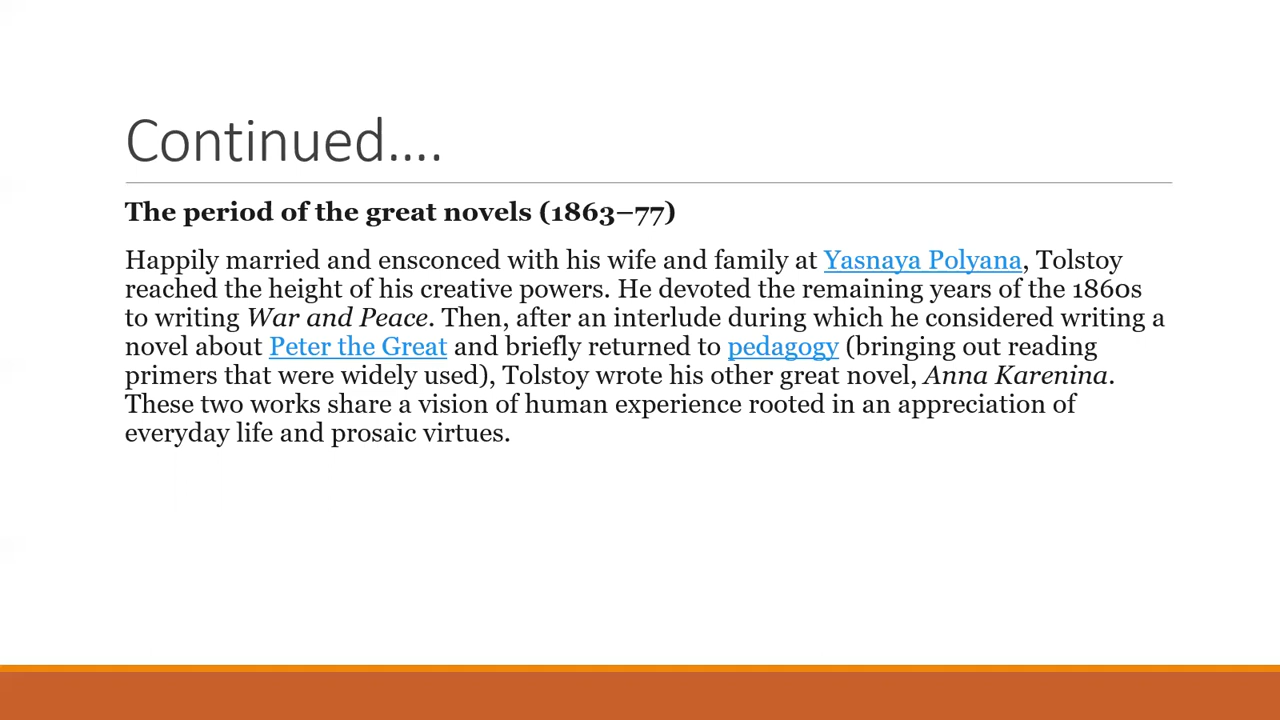 Continued....
The period of the great novels (1863–77)
Happily married and ensconced with his wife and family at Yasnaya Polyana, Tolstoy
reached the height of his creative powers. He devoted the remaining years of the 1860s
to writing War and Peace. Then, after an interlude during which he considered writing a
novel about Peter the Great and briefly returned to pedagogy (bringing out reading
primers that were widely used), Tolstoy wrote his other great novel, Anna Karenina.
These two works share a vision of human experience rooted in an appreciation of
everyday life and prosaic virtues.